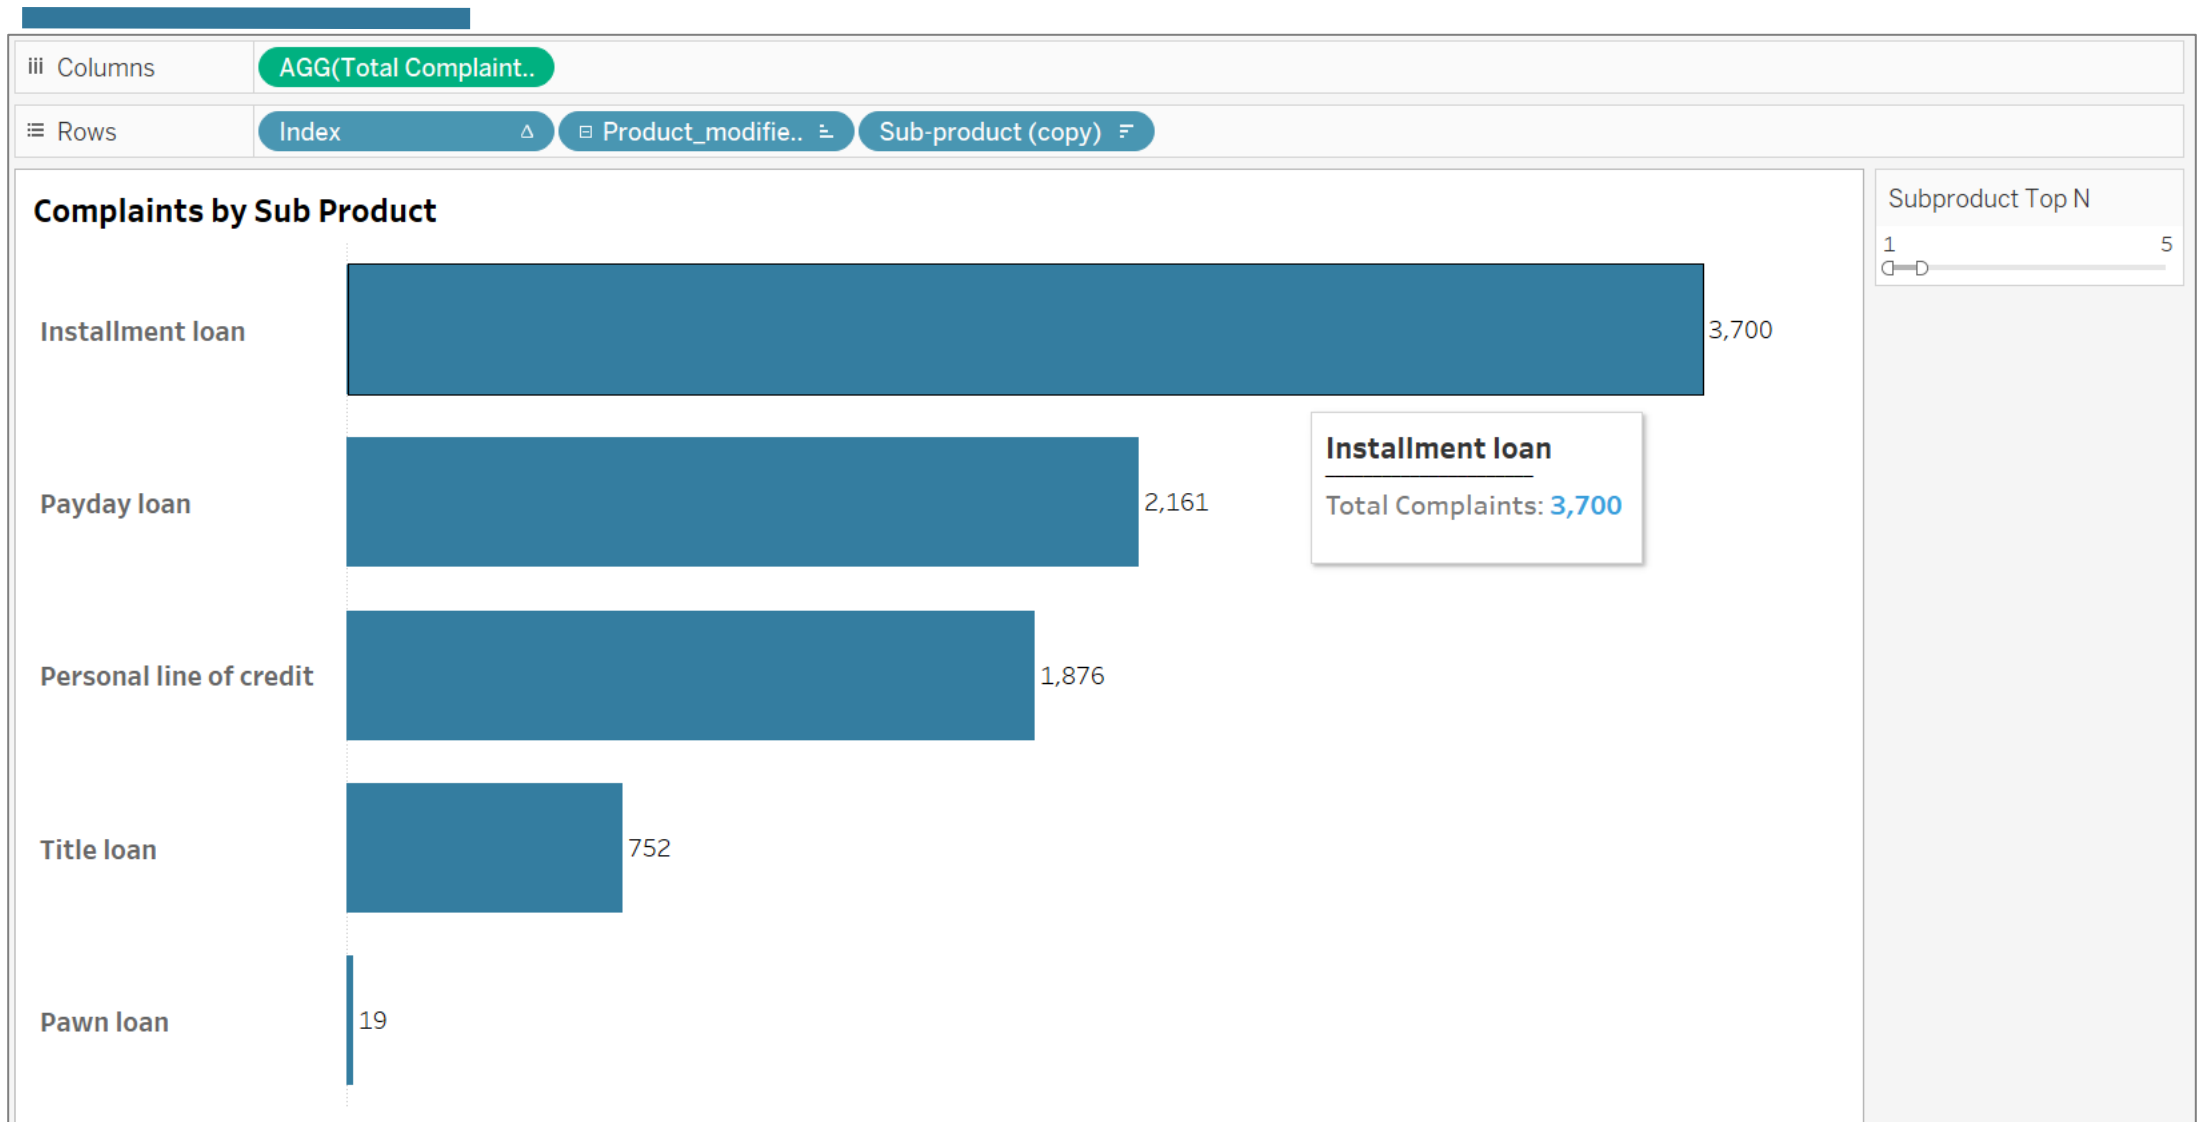 Columns AGG(Total Complaint..
Rows Index Product_modifie.. Sub-product (copy)
Complaints by Sub Product
Subproduct Top N
1 5
Installment loan 3,700
Installment loan
Total Complaints: 3,700
Payday loan 2,161
Personal line of credit 1,876
Title loan 752
Pawn loan 19